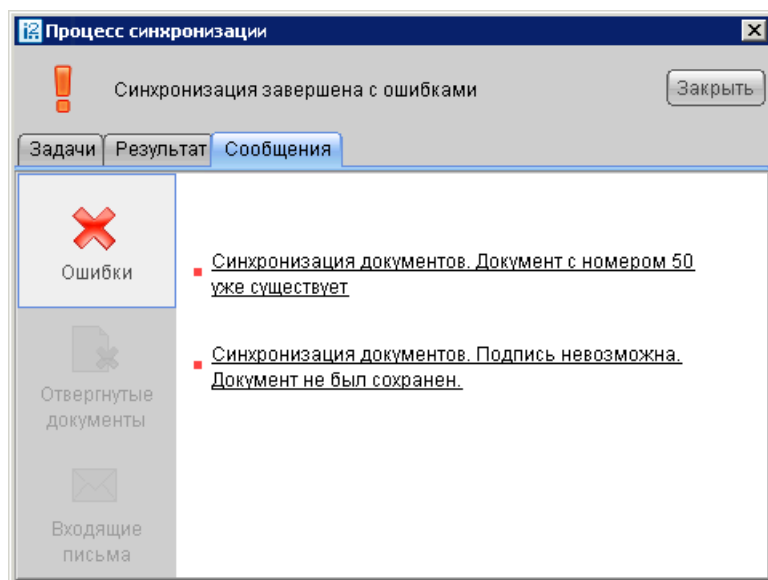 Процесс синхронизации
Синхронизация завершена с ошибками
Закрыть
Задачи Результат Сообщения
Ошибки
Синхронизация документов. Документ с номером 50
уже существует
Синхронизация документов. Подпись невозможна.
Документ не был сохранен.
Отвергнутые
документы
Входящие
письма